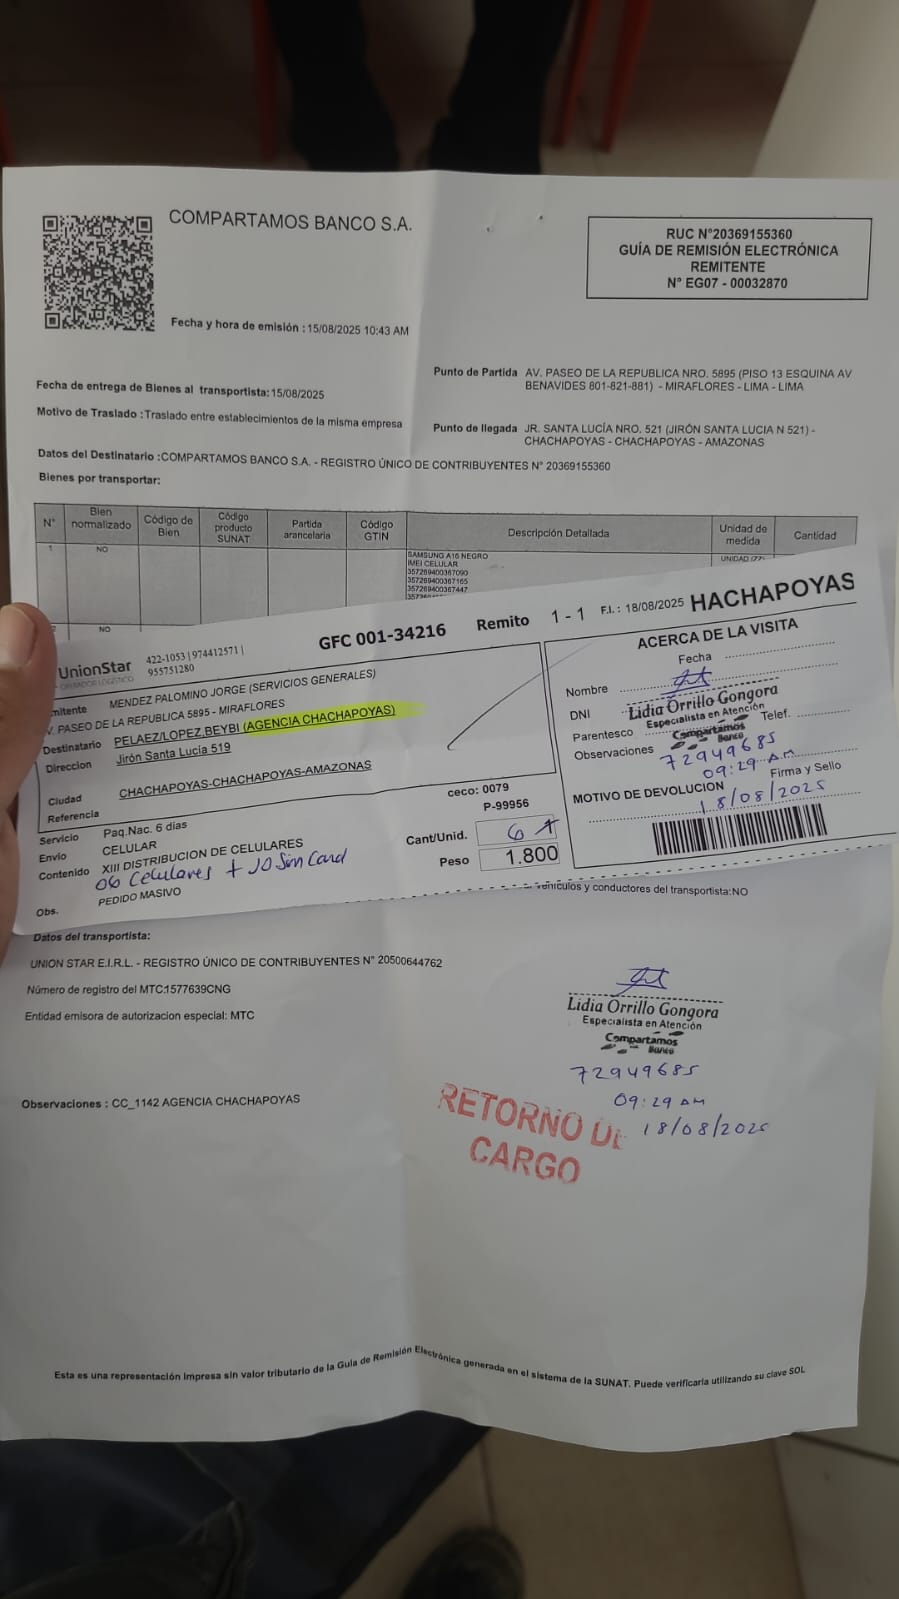 COMPARTAMOS BANCO S.A.
RUC N°20369155360
GUÍA DE REMISIÓN ELECTRÓNICA
REMITENTE
N° EG07 - 00032870
Fecha y hora de emisión : 15/08/2025 10:43 AM
Fecha de entrega de Bienes al transportista: 15/08/2025
Motivo de Traslado : Traslado entre establecimientos de la misma empresa
Punto de Partida AV. PASEO DE LA REPUBLICA NRO. 5895 (PISO 13 ESQUINA AV
BENAVIDES 801-821-881) - MIRAFLORES - LIMA - LIMA
Punto de llegada JR. SANTA LUCÍA NRO. 521 (JIRÓN SANTA LUCIA N 521) -
CHACHAPOYAS - CHACHAPOYAS - AMAZONAS
Datos del Destinatario :COMPARTAMOS BANCO S.A. - REGISTRO ÚNICO DE CONTRIBUYENTES N° 20369155360
Bienes por transportar:
N° Bien normalizado Código de Bien Código producto SUNAT Partida arancelaria Código GTIN Descripción Detallada Unidad de medida Cantidad
1 NO SAMSUNG A16 NEGRO UNIDAD
IMEI CELULAR
357269400367090
357269400367165
357269400367447
NO
UnionStar
422-1053 | 974412571 |
955751280
GFC 001-34216 Remito 1 - 1 F.I.: 18/08/2025 HACHAPOYAS
mitente MENDEZ PALOMINO JORGE (SERVICIOS GENERALES)
V. PASEO DE LA REPUBLICA 5895 - MIRAFLORES
Destinatario PELAEZ/LOPEZ,BEYBI (AGENCIA CHACHAPOYAS)
Direccion Jirón Santa Lucía 519
Ciudad CHACHAPOYAS-CHACHAPOYAS-AMAZONAS
Referencia
Servicio Paq.Nac. 6 dias
Envio CELULAR
Contenido XIII DISTRIBUCION DE CELULARES
06 Celulares + 10 Sin Card
Obs. PEDIDO MASIVO
ceco: 0079
P-99956
Cant/Unid. 6
Peso 1.800
ACERCA DE LA VISITA
Fecha
Nombre
DNI
Parentesco
Telef.
Observaciones
Lidia Orrillo Gongora
Especialista en Atención
Compartamos
Banco
72949685
09:29 AM
Firma y Sello
MOTIVO DE DEVOLUCION
18/08/2025
vehículos y conductores del transportista:NO
Datos del transportista:
UNION STAR E.I.R.L. - REGISTRO ÚNICO DE CONTRIBUYENTES N° 20500644762
Número de registro del MTC:1577639CNG
Entidad emisora de autorizacion especial: MTC
Lidia Orrillo Gongora
Especialista en Atención
Compartamos
Banco
72949685
09:29 AM
18/08/2025
Observaciones : CC_1142 AGENCIA CHACHAPOYAS
RETORNO DE
CARGO
Esta es una representación impresa sin valor tributario de la Guía de Remisión Electrónica generada en el sistema de la SUNAT. Puede verificarla utilizando su clave SOL